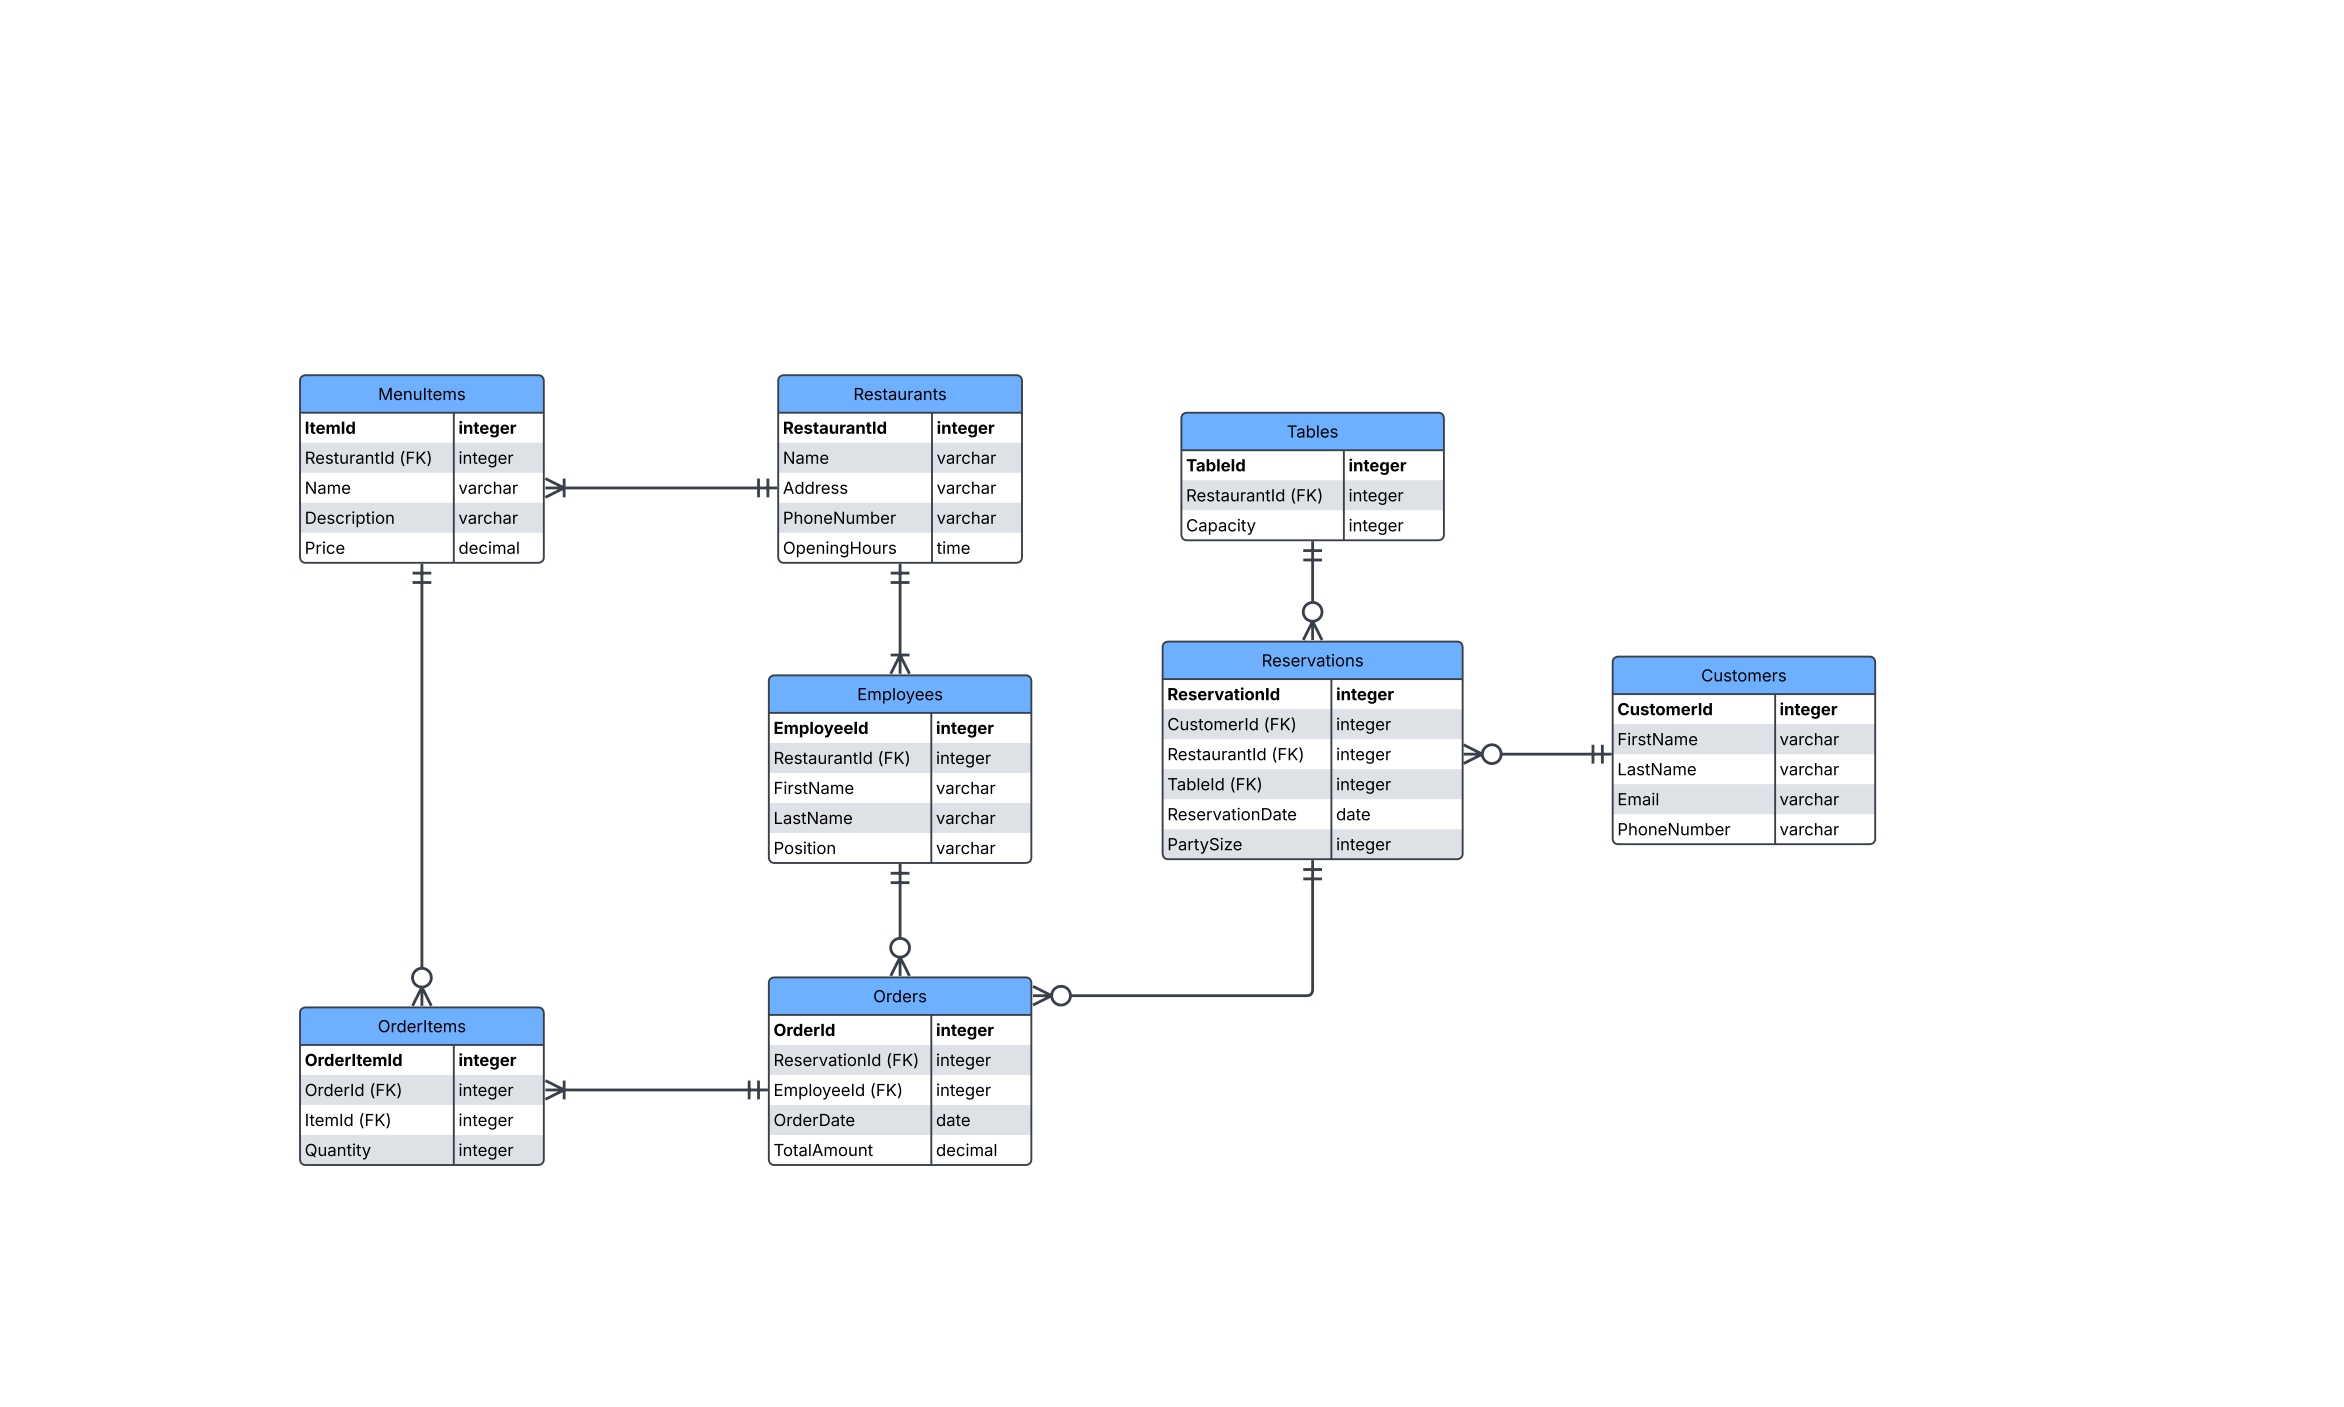 MenuItems
ItemId integer
ResturantId (FK) integer
Name varchar
Description varchar
Price decimal
Restaurants
RestaurantId integer
Name varchar
Address varchar
PhoneNumber varchar
OpeningHours time
Tables
TableId integer
RestaurantId (FK) integer
Capacity integer
Employees
EmployeeId integer
RestaurantId (FK) integer
FirstName varchar
LastName varchar
Position varchar
Reservations
ReservationId integer
CustomerId (FK) integer
RestaurantId (FK) integer
TableId (FK) integer
ReservationDate date
PartySize integer
Customers
CustomerId integer
FirstName varchar
LastName varchar
Email varchar
PhoneNumber varchar
OrderItems
OrderItemId integer
OrderId (FK) integer
ItemId (FK) integer
Quantity integer
Orders
OrderId integer
ReservationId (FK) integer
EmployeeId (FK) integer
OrderDate date
TotalAmount decimal